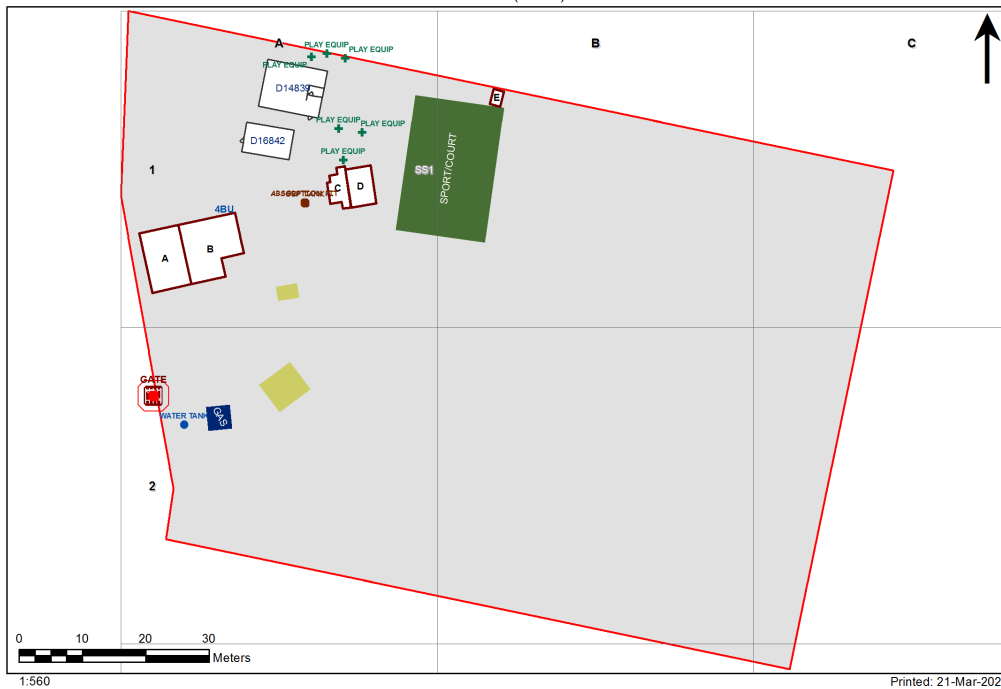 A
B
C
PLAY EQUIP
PLAY EQUIP
PLAY EQUIP
D14839
E
PLAY EQUIP
PLAY EQUIP
D16842
PLAY EQUIP
SPORT/COURT
SS1
1
C
D
4BU
A
B
GATE
WATER TANK
GAS
2
0 10 20 30
Meters
1:560
Printed: 21-Mar-202